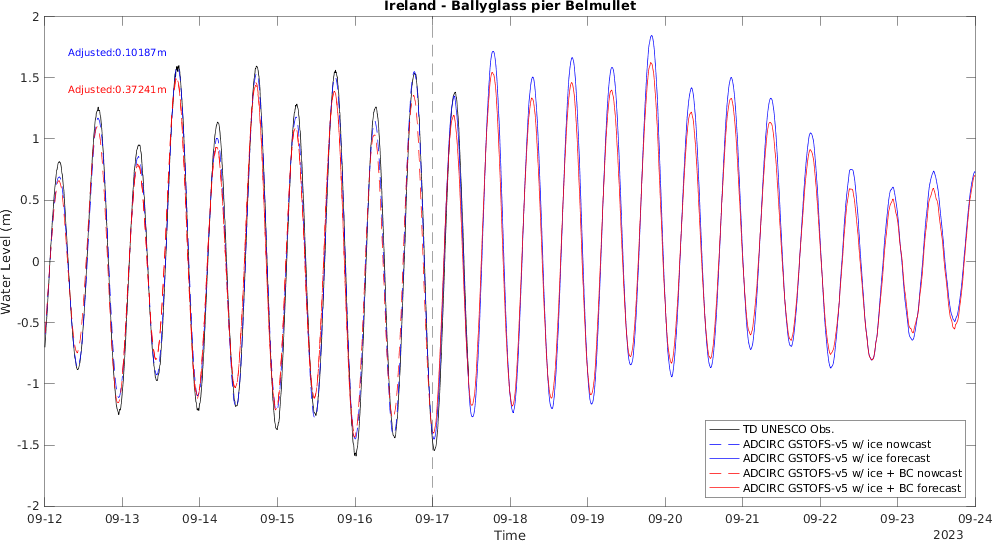 Ireland - Ballyglass pier Belmullet
Adjusted:0.10187m
Adjusted:0.37241m
2
1.5
1
0.5
0
-0.5
-1
-1.5
-2
Water Level (m)
TD UNESCO Obs.
ADCIRC GSTOFS-v5 w/ ice nowcast
ADCIRC GSTOFS-v5 w/ ice forecast
ADCIRC GSTOFS-v5 w/ ice + BC nowcast
ADCIRC GSTOFS-v5 w/ ice + BC forecast
09-12 09-13 09-14 09-15 09-16 09-17 09-18 09-19 09-20 09-21 09-22 09-23 09-24
Time
2023